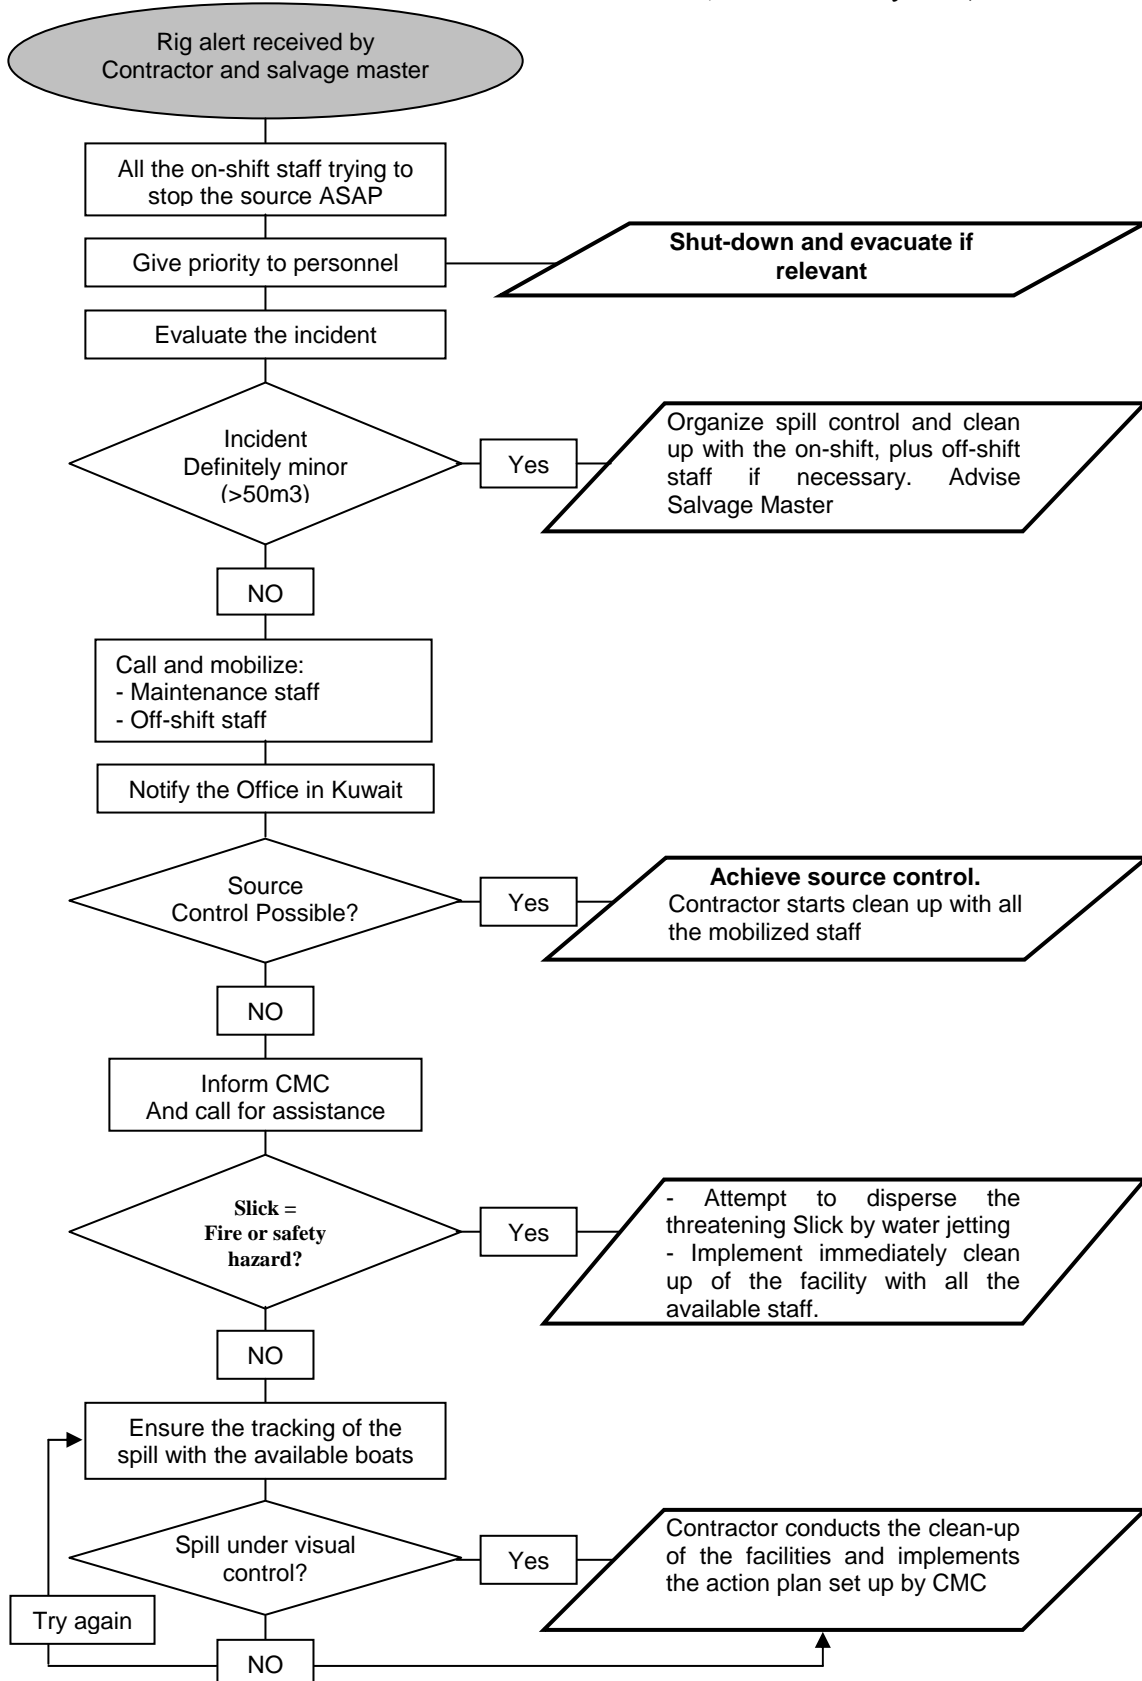 Rig alert received by
Contractor and salvage master
All the on-shift staff trying to
stop the source ASAP
Give priority to personnel
Shut-down and evacuate if
relevant
Evaluate the incident
Incident
Definitely minor
(>50m3)
Yes
Organize spill control and clean
up with the on-shift, plus off-shift
staff if necessary. Advise
Salvage Master
NO
Call and mobilize:
- Maintenance staff
- Off-shift staff
Notify the Office in Kuwait
Source
Control Possible?
Yes
Achieve source control.
Contractor starts clean up with all
the mobilized staff
NO
Inform CMC
And call for assistance
Slick =
Fire or safety
hazard?
Yes
- Attempt to disperse the
threatening Slick by water jetting
- Implement immediately clean
up of the facility with all the
available staff.
NO
Ensure the tracking of the
spill with the available boats
Spill under visual
control?
Yes
Contractor conducts the clean-up
of the facilities and implements
the action plan set up by CMC
Try again
NO